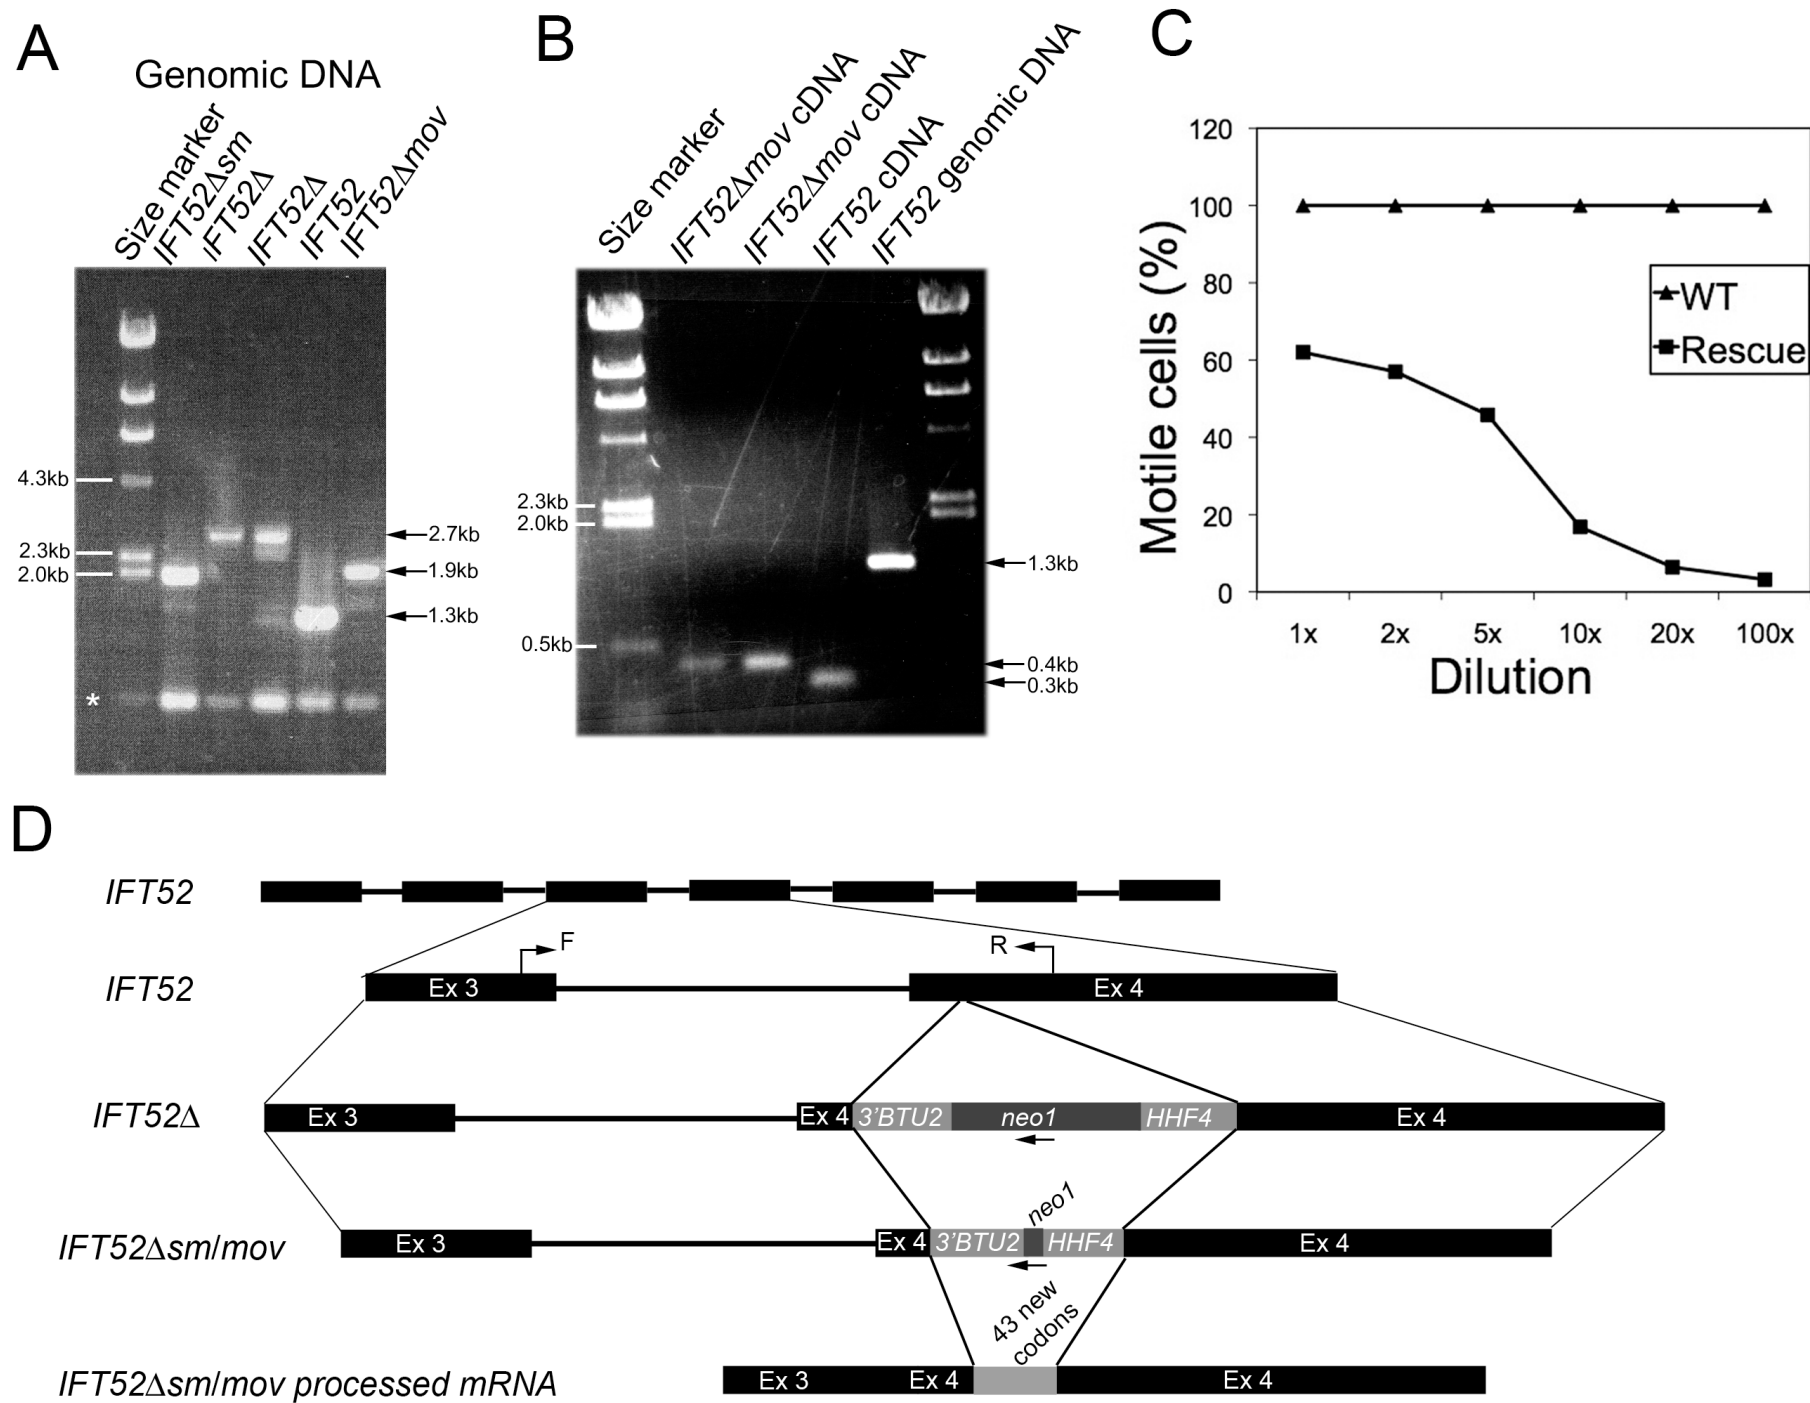 A
Genomic DNA
Size marker
IFT52Δsm
IFT52Δ
IFT52Δ
IFT52
IFT52Δmov
4.3kb
2.3kb
2.0kb
*
2.7kb
1.9kb
1.3kb
B
Size marker
IFT52Δmov cDNA
IFT52Δmov cDNA
IFT52 cDNA
IFT52 genomic DNA
2.3kb
2.0kb
0.5kb
1.3kb
0.4kb
0.3kb
C
Motile cells (%)
120
100
80
60
40
20
0
WT
Rescue
1x 2x 5x 10x 20x 100x
Dilution
D
IFT52
F
R
IFT52
Ex 3
Ex 4
IFT52Δ
Ex 3
Ex 4
3'BTU2
neo1
HHF4
Ex 4
neo1
IFT52Δsm/mov
Ex 3
Ex 4
3'BTU2
HHF4
Ex 4
43 new
codons
IFT52Δsm/mov processed mRNA
Ex 3
Ex 4
Ex 4